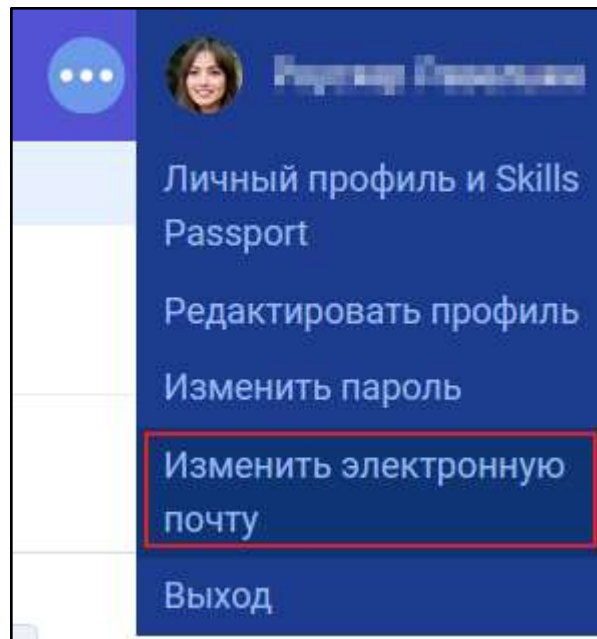 Личный профиль и Skills
Passport
Редактировать профиль
Изменить пароль
Изменить электронную
почту
Выход